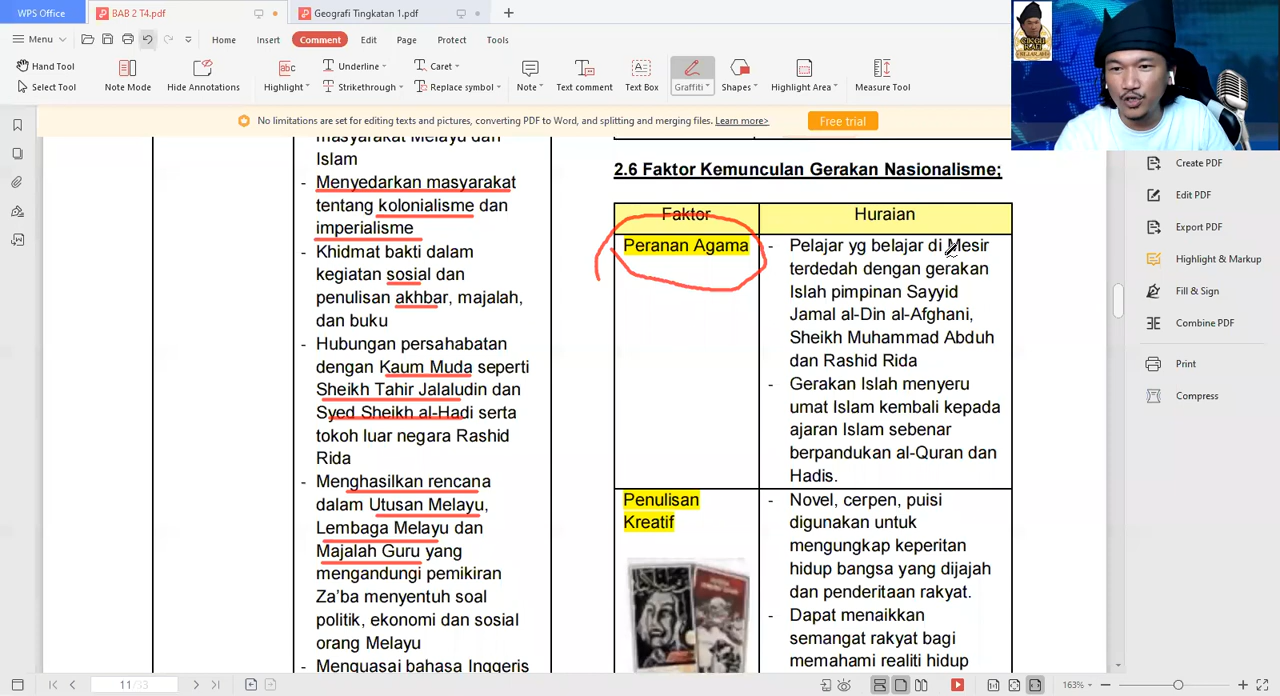 WPS Office
BAB 2 T4.pdf
Geografi Tingkatan 1.pdf
Menu
Home
Insert
Comment
Edit
Page
Protect
Tools
Hand Tool
Select Tool
Note Mode
Hide Annotations
Highlight
Underline
Strikethrough
Caret
Replace symbol
Note
Text comment
Text Box
Graffiti
Shapes
Highlight Area
Measure Tool
No limitations are set for editing texts and pictures, converting PDF to Word, and splitting and merging files. Learn more>
Free trial
masyarakat Melayu dan
Islam
- Menyedarkan masyarakat
tentang kolonialisme dan
imperialisme
- Khidmat bakti dalam
kegiatan sosial dan
penulisan akhbar, majalah,
dan buku
- Hubungan persahabatan
dengan Kaum Muda seperti
Sheikh Tahir Jalaludin dan
Syed Sheikh al-Hadi serta
tokoh luar negara Rashid
Rida
- Menghasilkan rencana
dalam Utusan Melayu,
Lembaga Melayu dan
Majalah Guru yang
mengandungi pemikiran
Za'ba menyentuh soal
politik, ekonomi dan sosial
orang Melayu
- Menguasai bahasa Inggeris
2.6 Faktor Kemunculan Gerakan Nasionalisme;
Faktor
Huraian
Peranan Agama
- Pelajar yg belajar di Mesir
terdedah dengan gerakan
Islah pimpinan Sayyid
Jamal al-Din al-Afghani,
Sheikh Muhammad Abduh
dan Rashid Rida
- Gerakan Islah menyeru
umat Islam kembali kepada
ajaran Islam sebenar
berpandukan al-Quran dan
Hadis.
Penulisan
Kreatif
- Novel, cerpen, puisi
digunakan untuk
mengungkap keperitan
hidup bangsa yang dijajah
dan penderitaan rakyat.
- Dapat menaikkan
semangat rakyat bagi
memahami realiti hidup
Create PDF
Edit PDF
Export PDF
Highlight & Markup
Fill & Sign
Combine PDF
Print
Compress
11/33
163%